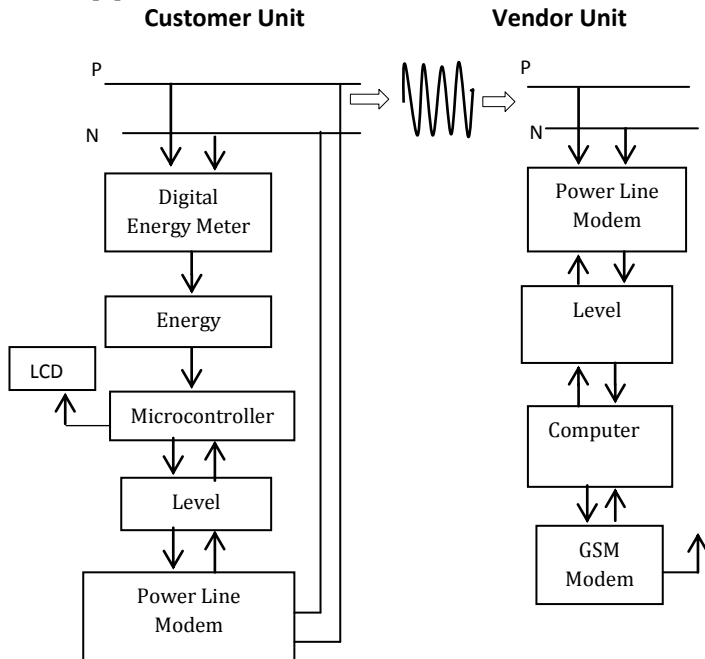 Customer Unit
P
N
Digital
Energy Meter
Energy
LCD
Microcontroller
Level
Power Line
Modem
Vendor Unit
P
N
Power Line
Modem
Level
Computer
GSM
Modem